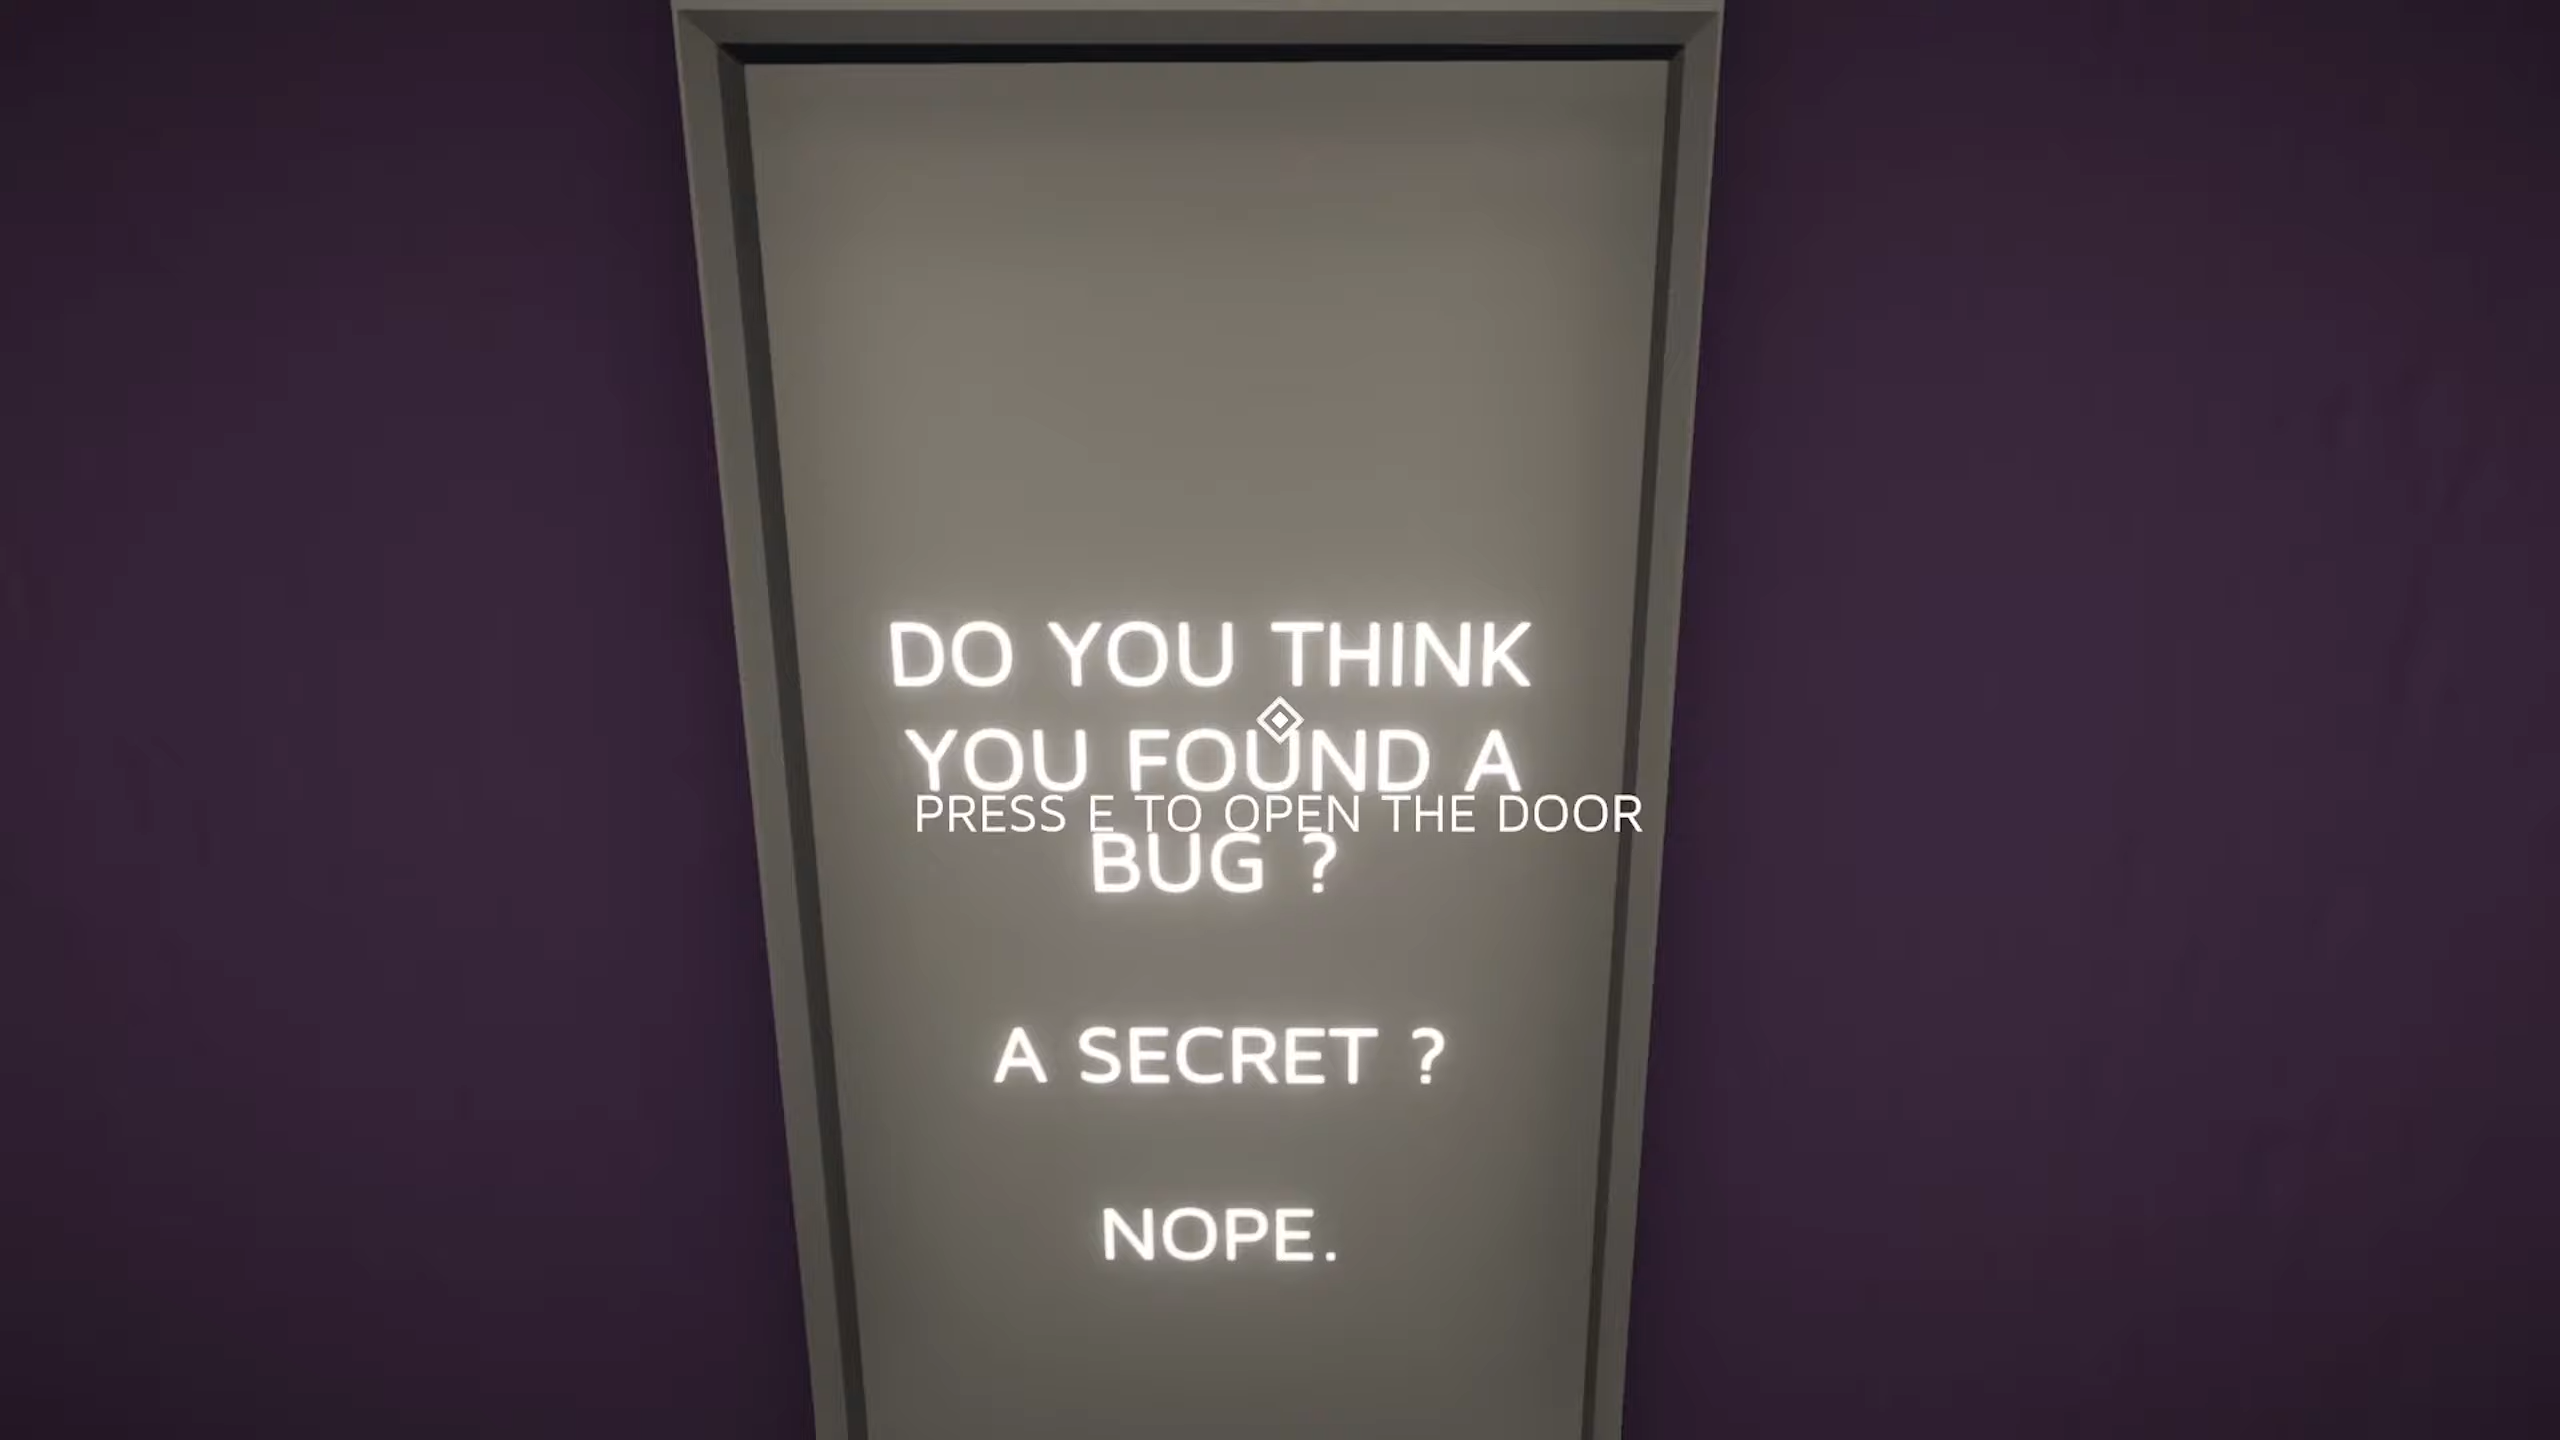 DO YOU THINK
YOU FOUND A
PRESS E TO OPEN THE DOOR
BUG ?
A SECRET ?
NOPE.